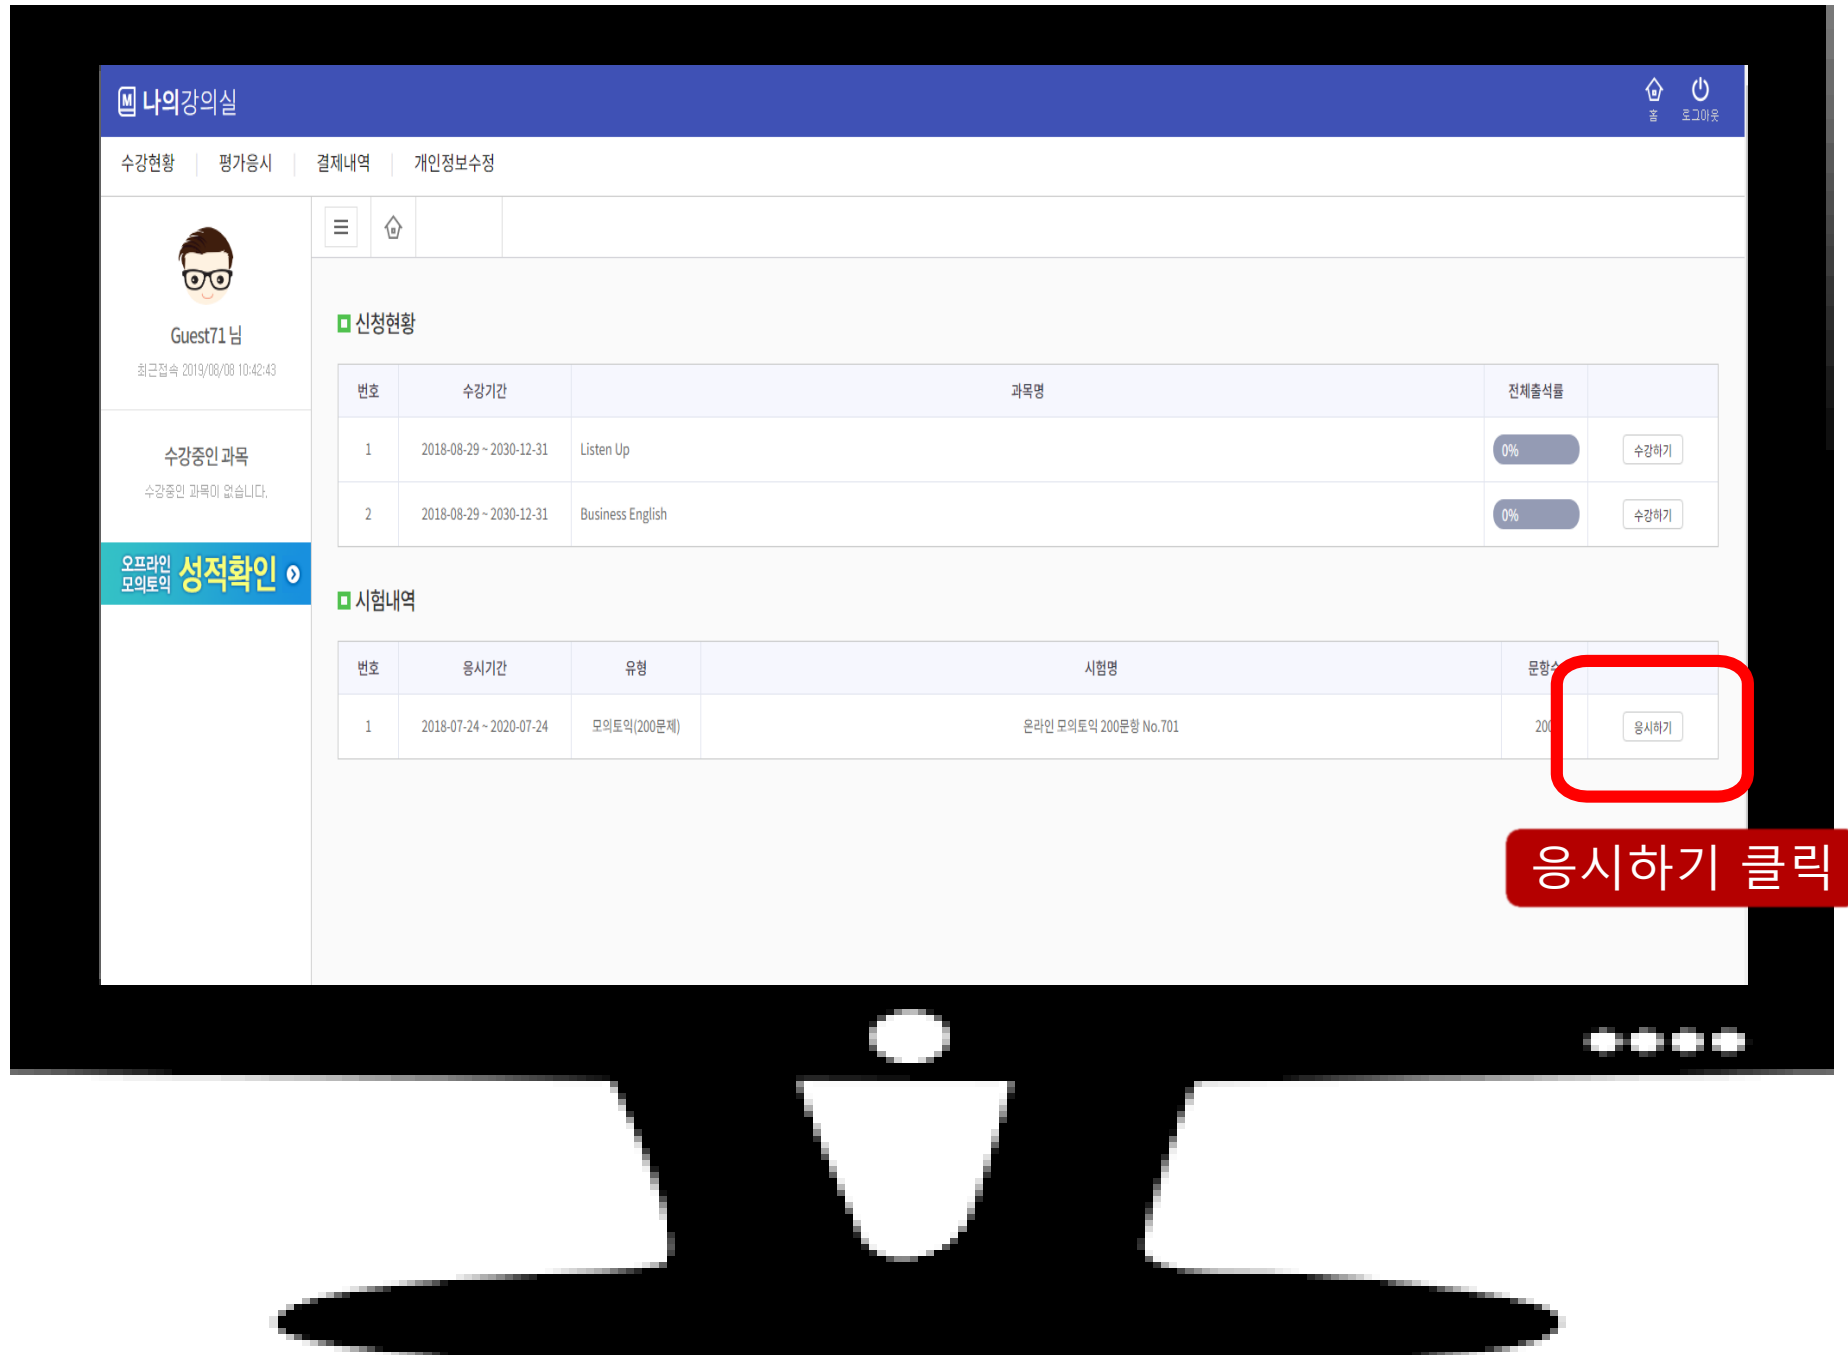 나의강의실
홈 로그아웃
수강현황 평가응시 결제내역 개인정보수정
Guest71 님
최근접속 2019/08/08 10:42:43
수강중인 과목
수강중인 과목이 없습니다.
오프라인 모의토익 성적확인
신청현황
번호 수강기간 과목명 전체출석률
1 2018-08-29 ~ 2030-12-31 Listen Up 0% 수강하기
2 2018-08-29 ~ 2030-12-31 Business English 0% 수강하기
시험내역
번호 응시기간 유형 시험명 문항수
1 2018-07-24 ~ 2020-07-24 모의토익(200문제) 온라인 모의토익 200문항 No.701 200 응시하기
응시하기 클릭